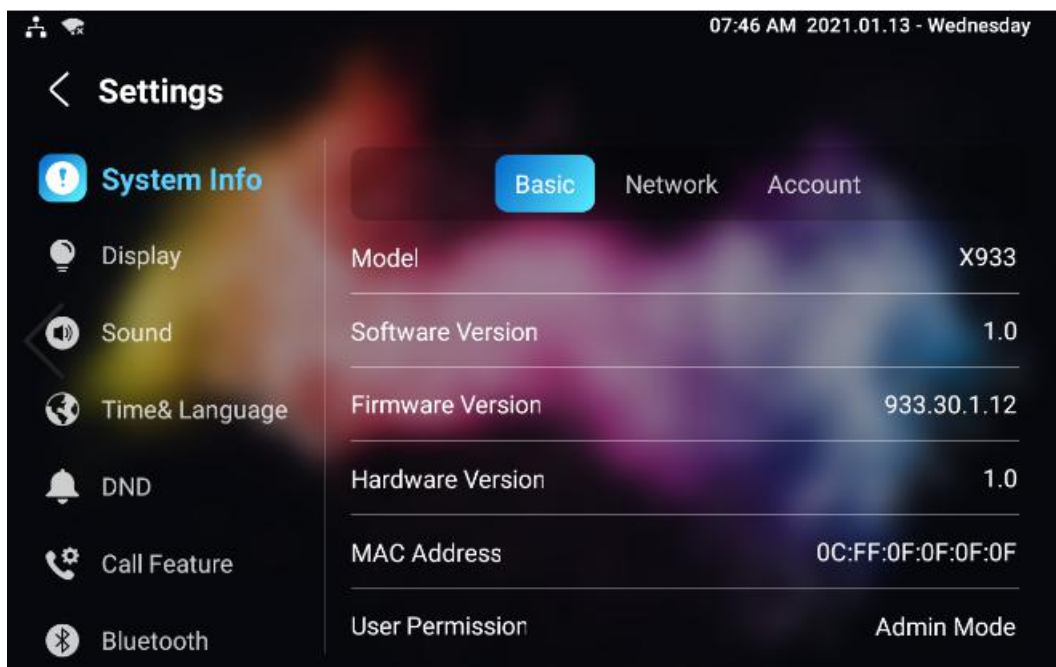 07:46 AM 2021.01.13 - Wednesday
Settings
System Info
Display
Sound
Time& Language
DND
Call Feature
Bluetooth
Basic Network Account
Model X933
Software Version 1.0
Firmware Version 933.30.1.12
Hardware Version 1.0
MAC Address 0C:FF:0F:0F:0F:0F
User Permission Admin Mode